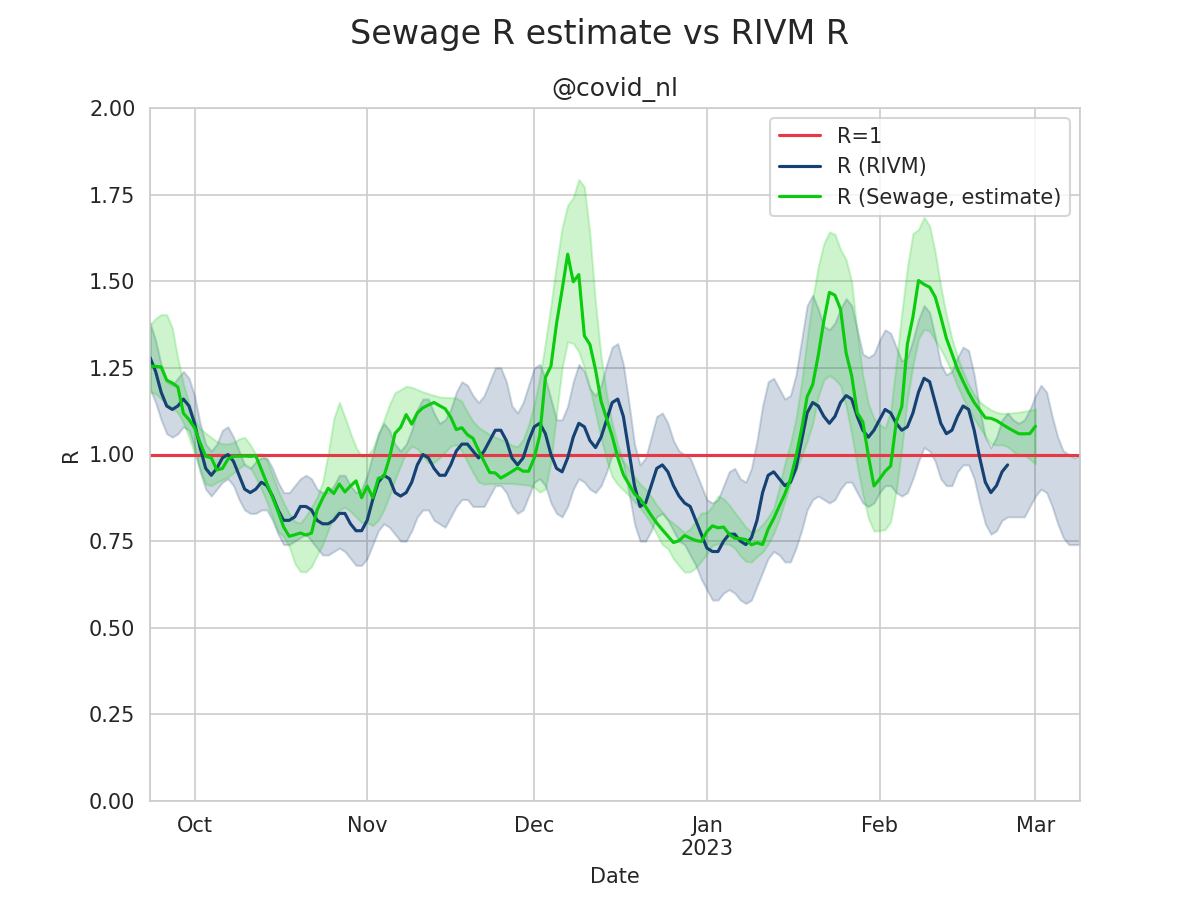 Sewage R estimate vs RIVM R
@covid_nl
R=1
R (RIVM)
R (Sewage, estimate)
R
2.00
1.75
1.50
1.25
1.00
0.75
0.50
0.25
0.00
Oct Nov Dec Jan Feb Mar
2023
Date